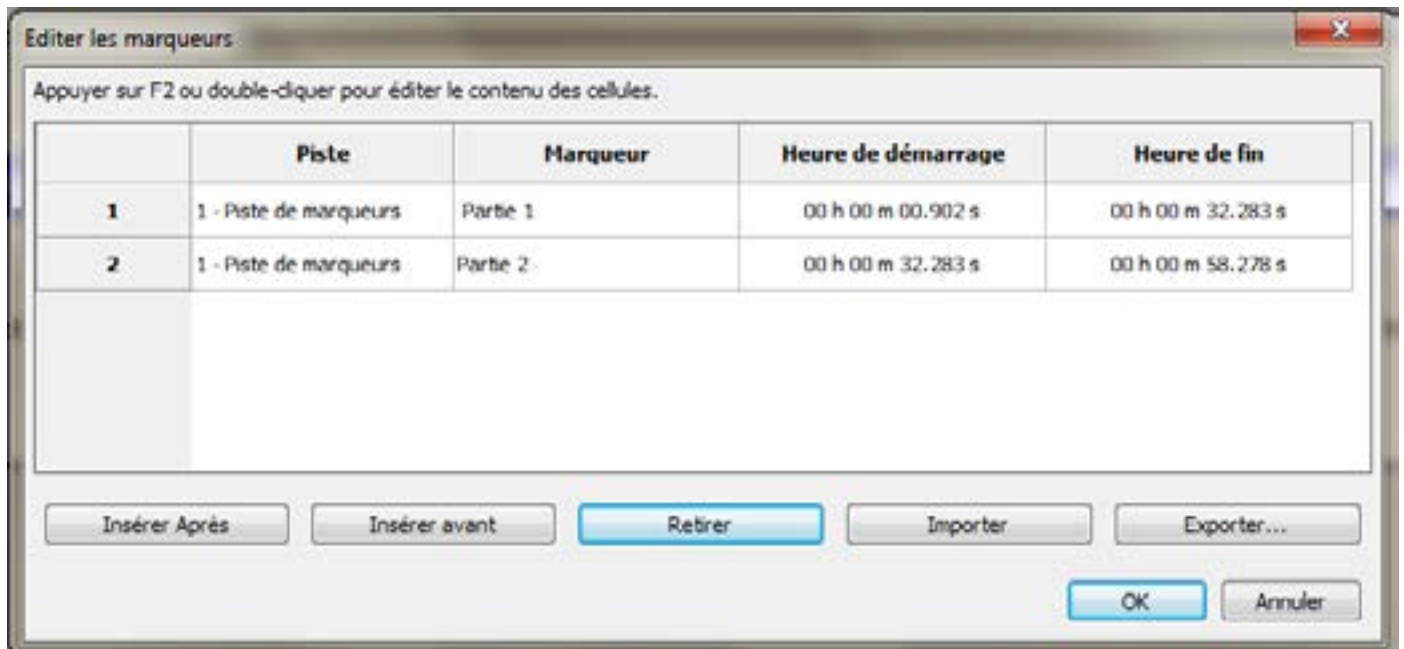 Editer les marqueurs
Appuyer sur F2 ou double-cliquer pour éditer le contenu des cellules.
Piste Marqueur Heure de démarrage Heure de fin
1 1 - Piste de marqueurs Partie 1 00 h 00 m 00.902 s 00 h 00 m 32.283 s
2 1 - Piste de marqueurs Partie 2 00 h 00 m 32.283 s 00 h 00 m 58.278 s
Insérer Après Insérer avant Retirer Importer Exporter...
OK Annuler